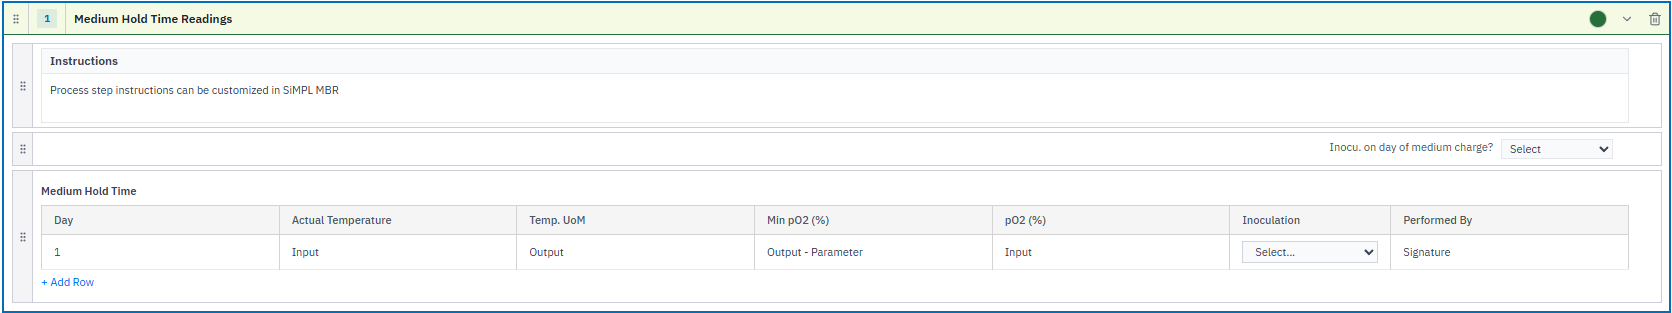 1 Medium Hold Time Readings
Instructions
Process step instructions can be customized in SiMPL MBR
Inocu. on day of medium charge? Select
Medium Hold Time
Day Actual Temperature Temp. UoM Min pO2 (%) pO2 (%) Inoculation Performed By
1 Input Output Output - Parameter Input Select... Signature
+ Add Row